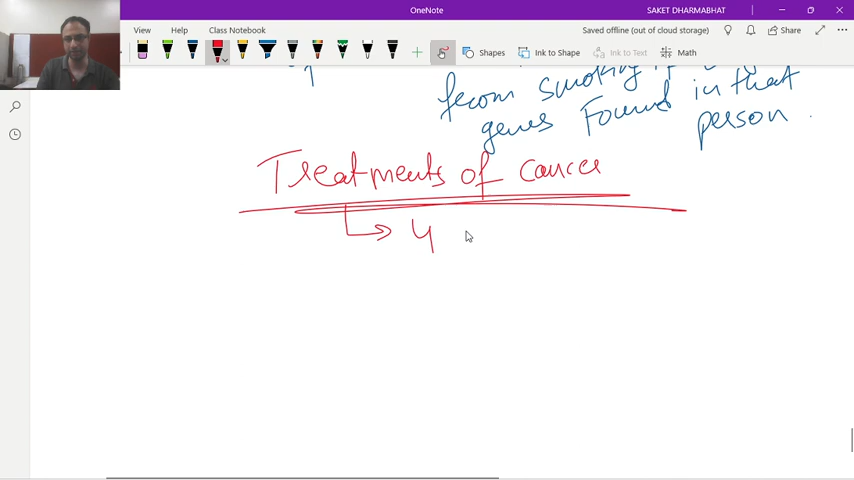 OneNote
SAKET DHARMABHAT
View Help Class Notebook
Saved offline (out of cloud storage) Share
Shapes Ink to Shape Ink to Text Math
from smoking
genes Found in that
person
Treatments of cancer
4